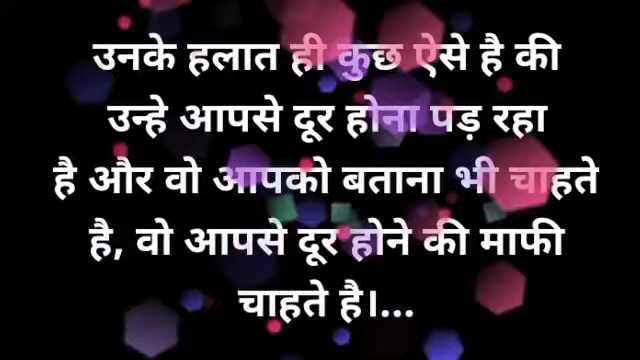 उनके हलात ही कुछ ऐसे है की
उन्हे आपसे दूर होना पड़ रहा
है और वो आपको बताना भी चाहते
है, वो आपसे दूर होने की माफी
चाहते है।...